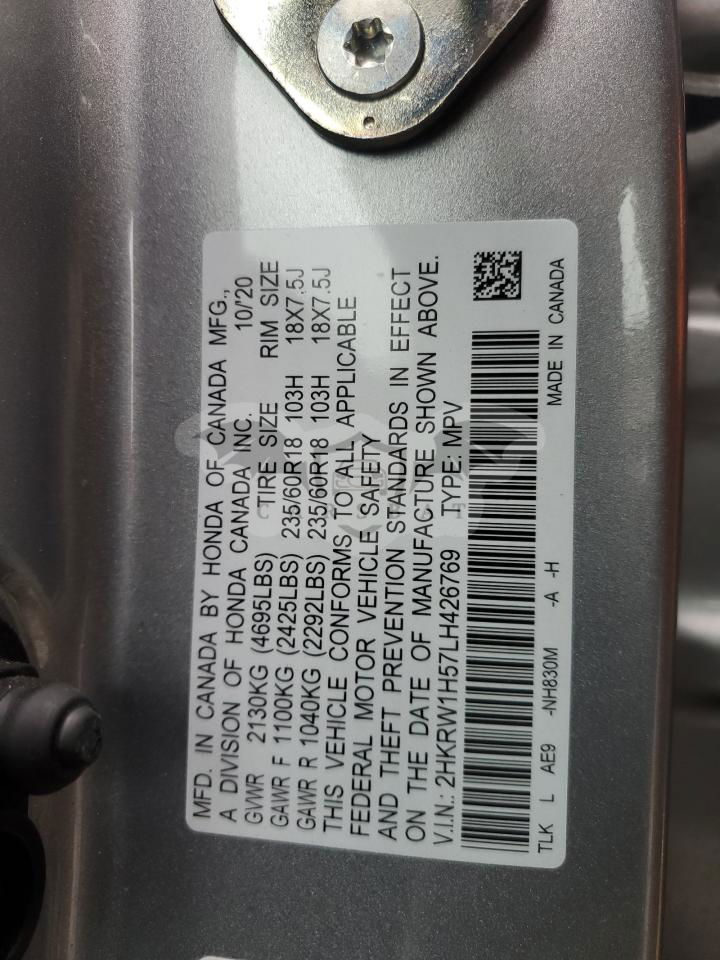 MFD. IN CANADA BY HONDA OF CANADA MFG.,
A DIVISION OF HONDA CANADA INC. 10/'20
GVWR 2130KG (4695LBS) TIRE SIZE RIM SIZE
GAWR F 1100KG (2425LBS) 235/60R18 103H 18X7.5J
GAWR R 1040KG (2292LBS) 235/60R18 103H 18X7.5J
THIS VEHICLE CONFORMS TO ALL APPLICABLE
FEDERAL MOTOR VEHICLE SAFETY
AND THEFT PREVENTION STANDARDS IN EFFECT
ON THE DATE OF MANUFACTURE SHOWN ABOVE.
V.I.N.: 2HKRW1H57LH426769 TYPE: MPV
TLK L AE9 -NH830M -A -H MADE IN CANADA